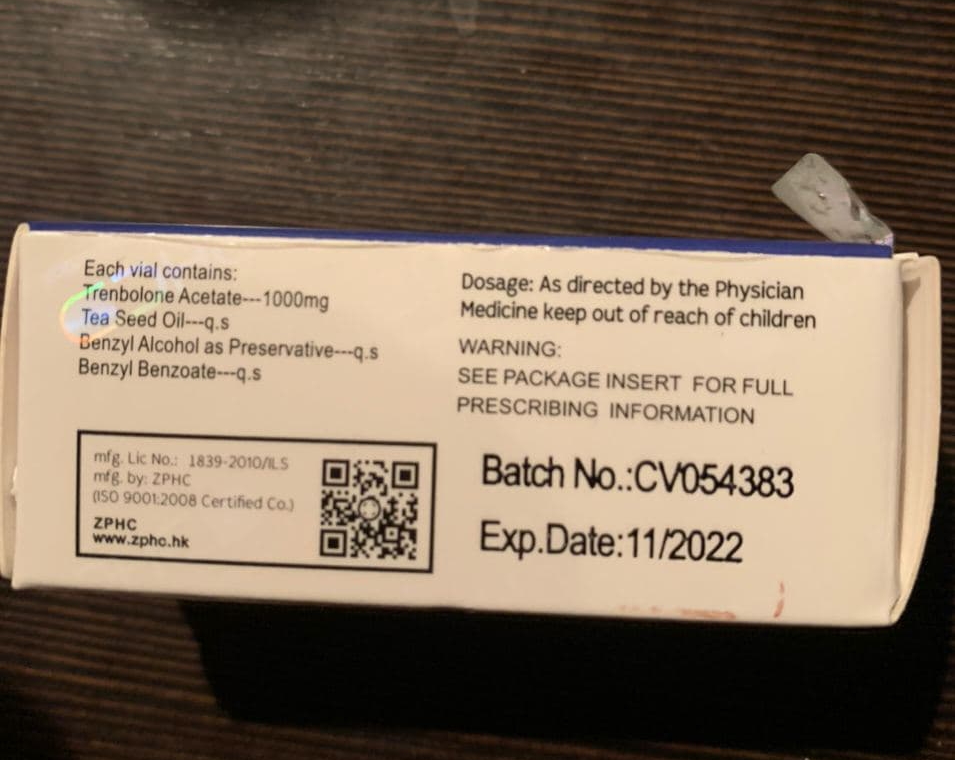 Each vial contains:
Trenbolone Acetate---1000mg
Tea Seed Oil---q.s
Benzyl Alcohol as Preservative---q.s
Benzyl Benzoate---q.s
mfg. Lic No.: 1839-2010/ILS
mfg. by: ZPHC
(ISO 9001:2008 Certified Co.)
ZPHC
www.zphc.hk
Dosage: As directed by the Physician
Medicine keep out of reach of children
WARNING:
SEE PACKAGE INSERT FOR FULL
PRESCRIBING INFORMATION
Batch No.:CV054383
Exp.Date:11/2022